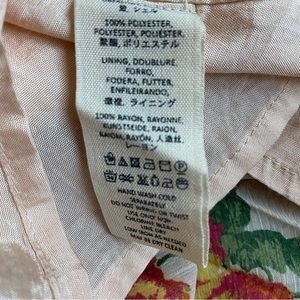 100% POLYESTER,
POLYESTER, POLIESTER,
聚酯, ポリエステル
LINING, DOUBLURE,
FORRO,
FODERA, FUTTER,
ENFILEIRANDO,
ライニング
100% RAYON, RAYONNE,
KUNSTSEIDE, RAION,
RAION, RAYÓN, 人造丝,
レーヨン
HAND WASH COLD
SEPARATELY
DO NOT WRING OR TWIST
USE ONLY NON-
CHLORINE BLEACH
LINE DRY
LOW IRON AS NEEDED
MAY BE DRY CLEAN